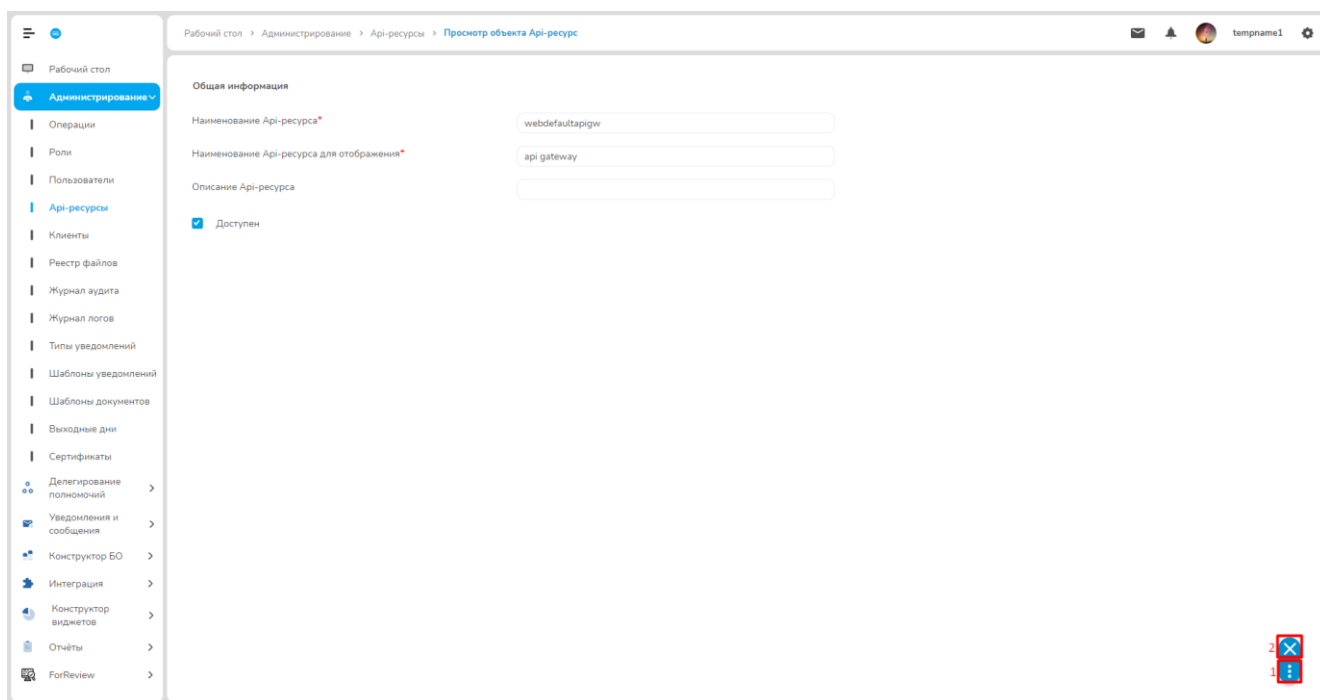 Рабочий стол > Администрирование > Api-ресурсы > Просмотр объекта Api-ресурс
tempname1
Рабочий стол
Администрирование
Операции
Роли
Пользователи
Api-ресурсы
Клиенты
Реестр файлов
Журнал аудита
Журнал логов
Типы уведомлений
Шаблоны уведомлений
Шаблоны документов
Выходные дни
Сертификаты
Делегирование
полномочий
Уведомления и
сообщения
Конструктор БО
Интеграция
Конструктор
виджетов
Отчёты
ForReview
Общая информация
Наименование Api-ресурса*
webdefaultapigw
Наименование Api-ресурса для отображения*
api gateway
Описание Api-ресурса
Доступен
2
1